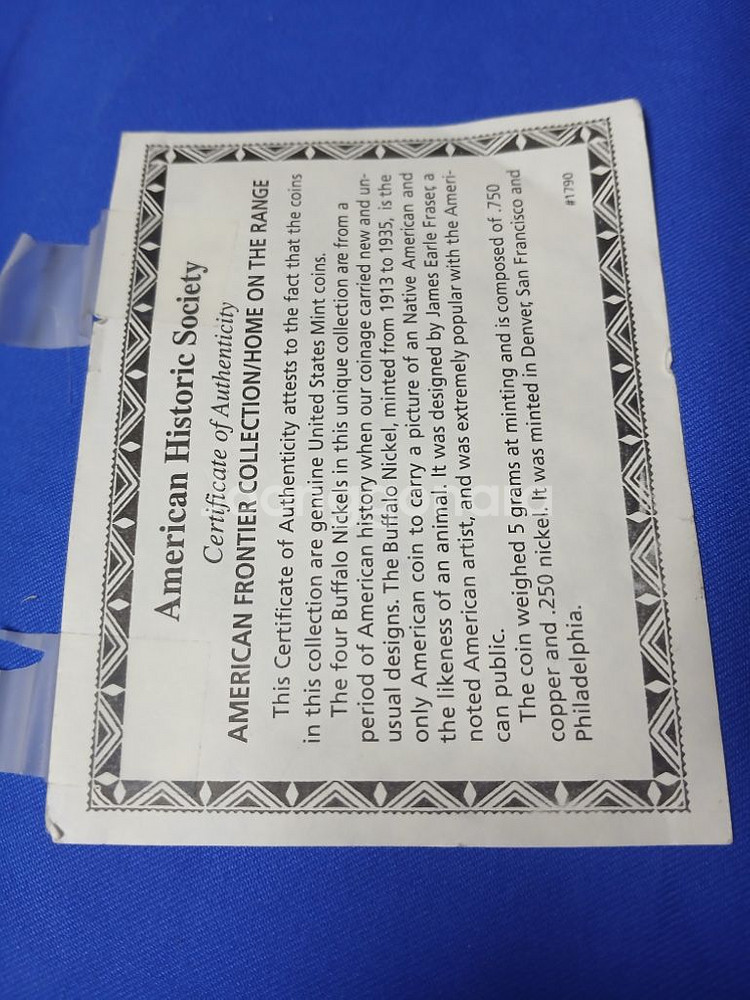 American Historic Society
Certificate of Authenticity
AMERICAN FRONTIER COLLECTION/HOME ON THE RANGE
This Certificate of Authenticity attests to the fact that the coins
in this collection are genuine United States Mint coins.
The four Buffalo Nickels in this unique collection are from a
period of American history when our coinage carried new and un-
usual designs. The Buffalo Nickel, minted from 1913 to 1935, is the
only American coin to carry a picture of an Native American and
the likeness of an animal. It was designed by James Earle Fraser, a
noted American artist, and was extremely popular with the Ameri-
can public.
The coin weighed 5 grams at minting and is composed of .750
copper and .250 nickel. It was minted in Denver, San Francisco and
Philadelphia.
#1790